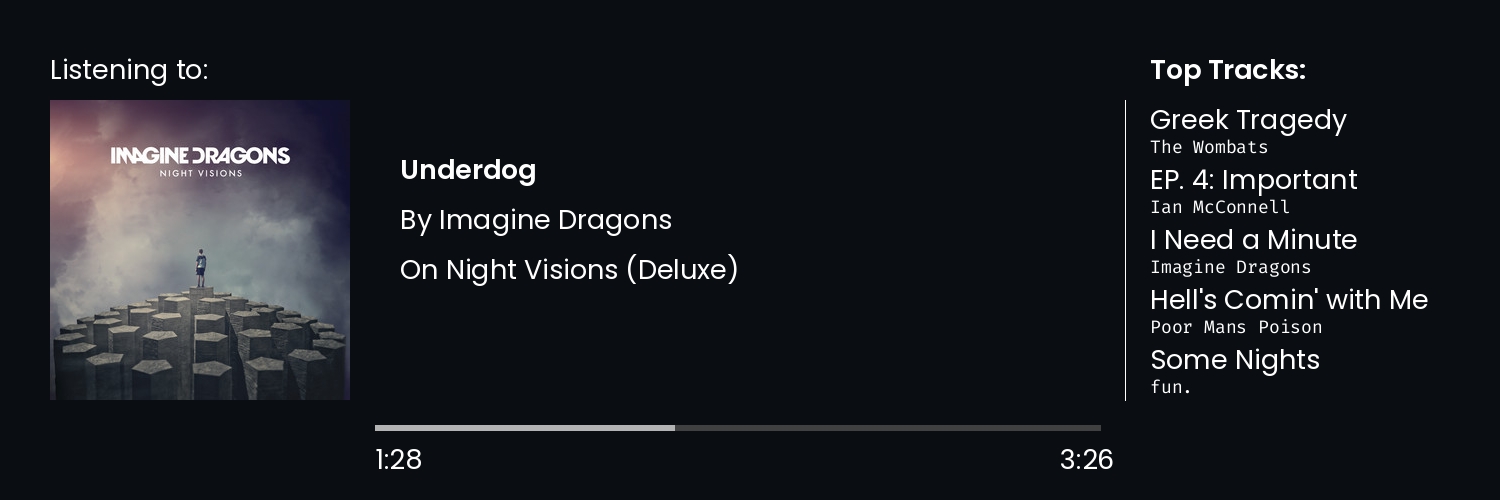 Listening to:
IMAGINE DRAGONS
NIGHT VISIONS
Underdog
By Imagine Dragons
On Night Visions (Deluxe)
1:28
3:26
Top Tracks:
Greek Tragedy
The Wombats
EP. 4: Important
Ian McConnell
I Need a Minute
Imagine Dragons
Hell's Comin' with Me
Poor Mans Poison
Some Nights
fun.